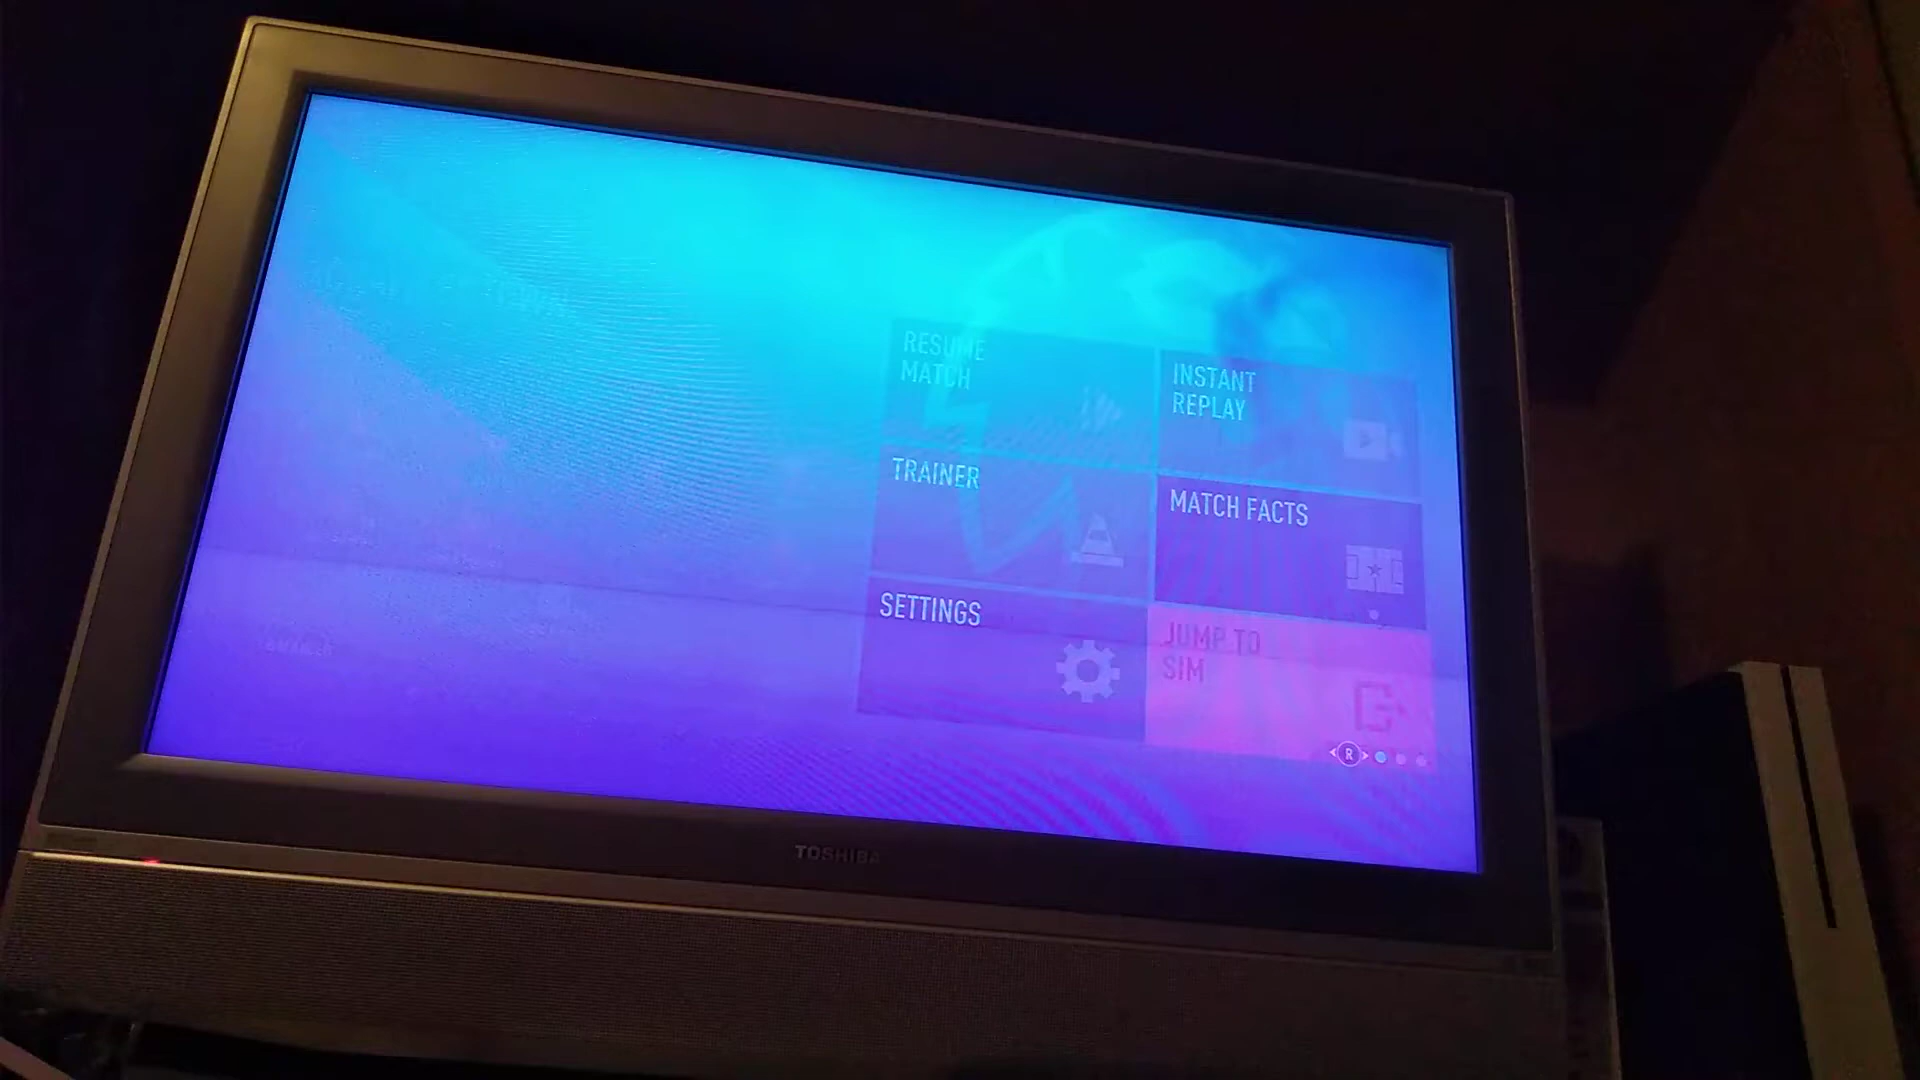 RESUME
MATCH
INSTANT
REPLAY
TRAINER
MATCH FACTS
SETTINGS
JUMP TO
SIM
R
TOSHIBA